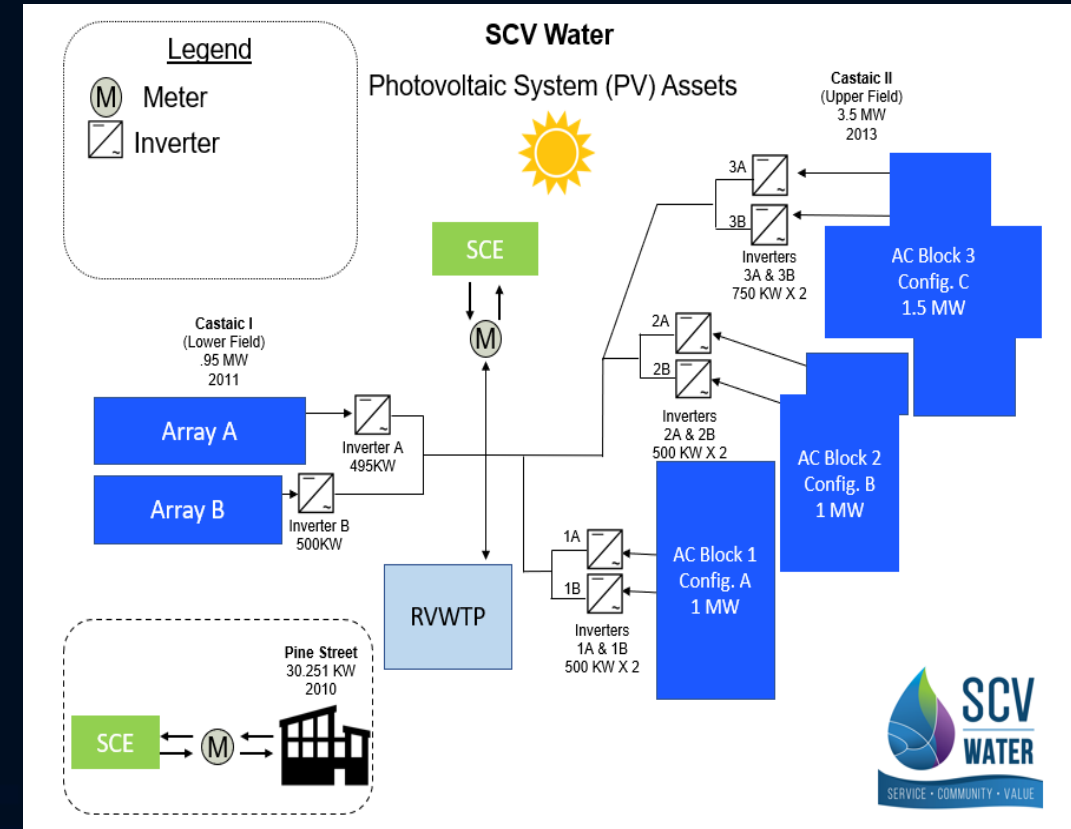 SCV Water
Photovoltaic System (PV) Assets
Legend
M Meter
Inverter
Castaic II
(Upper Field)
3.5 MW
2013
3A
3B
Inverters
3A & 3B
750 KW X 2
AC Block 3
Config. C
1.5 MW
SCE
M
2A
2B
Inverters
2A & 2B
500 KW X 2
AC Block 2
Config. B
1 MW
Castaic I
(Lower Field)
.95 MW
2011
Array A
Inverter A
495KW
Array B
Inverter B
500KW
1A
1B
Inverters
1A & 1B
500 KW X 2
AC Block 1
Config. A
1 MW
RVWTP
Pine Street
30.251 KW
2010
SCE
M
SCV
WATER
SERVICE • COMMUNITY • VALUE